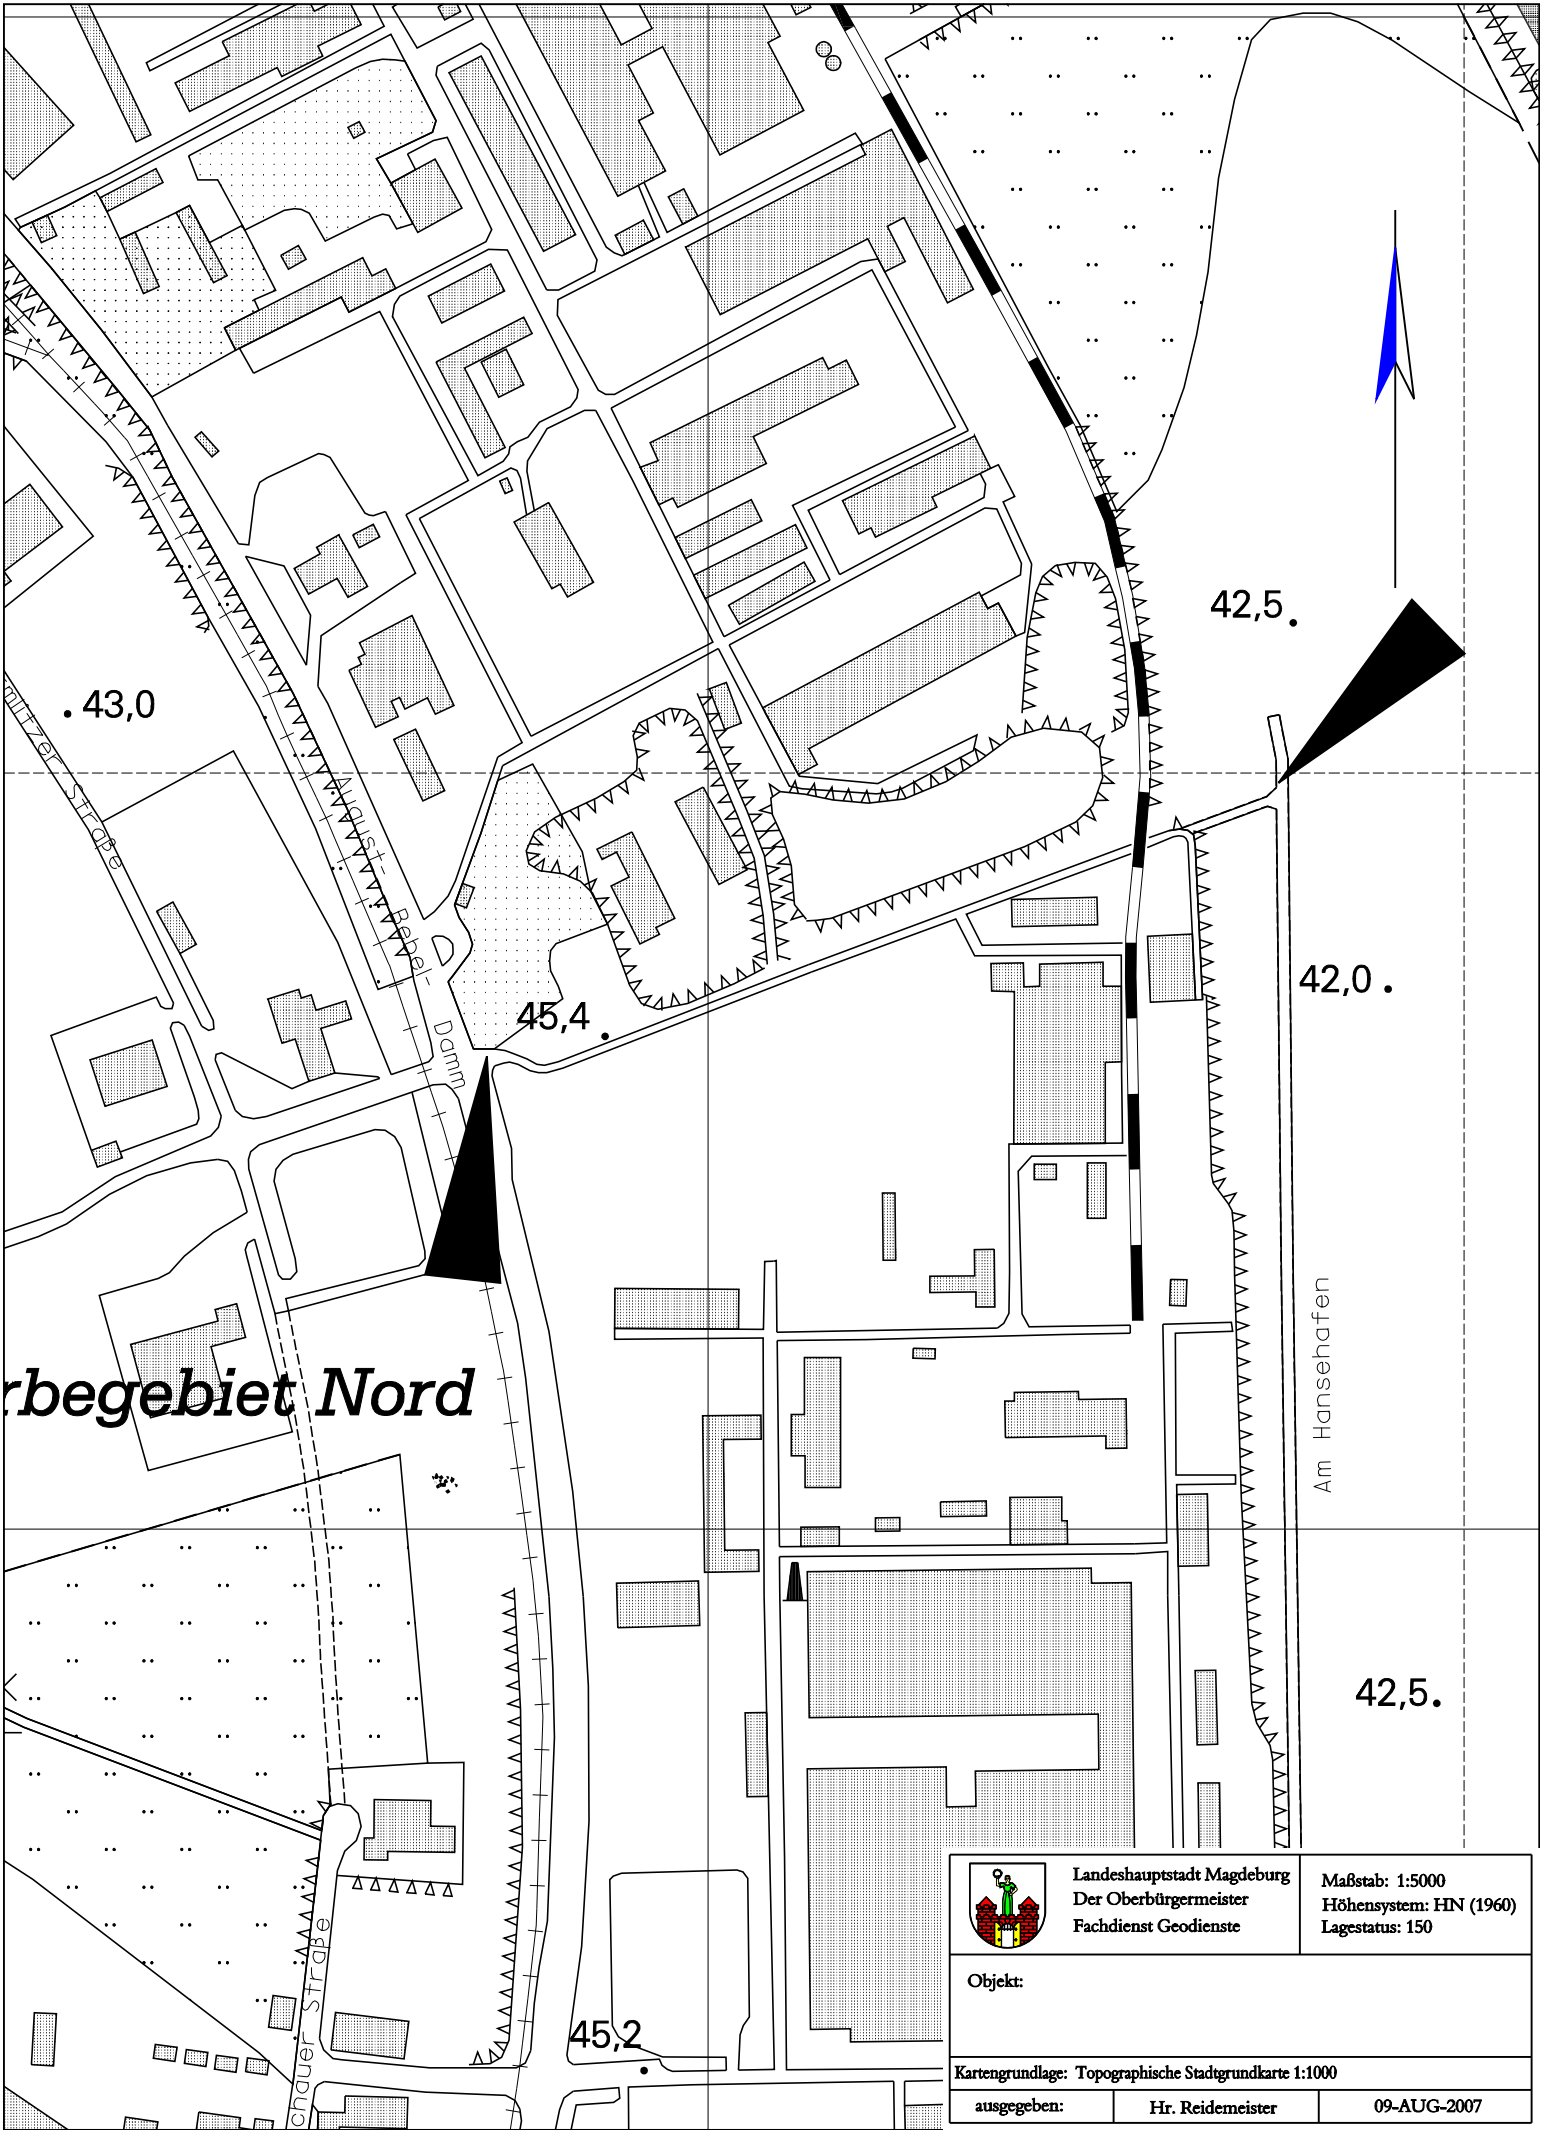 42,5
43,0
mitzer Straße
August-
Bebel-
Damm
42,0
45,4
Am Hansehafen
rbegebiet Nord
42,5
chauer Straße
45,2
Landeshauptstadt Magdeburg
Der Oberbürgermeister
Fachdienst Geodienste
Maßstab: 1:5000
Höhensystem: HN (1960)
Lagestatus: 150
Objekt:
Kartengrundlage: Topographische Stadtgrundkarte 1:1000
ausgegeben:
Hr. Reidemeister
09-AUG-2007